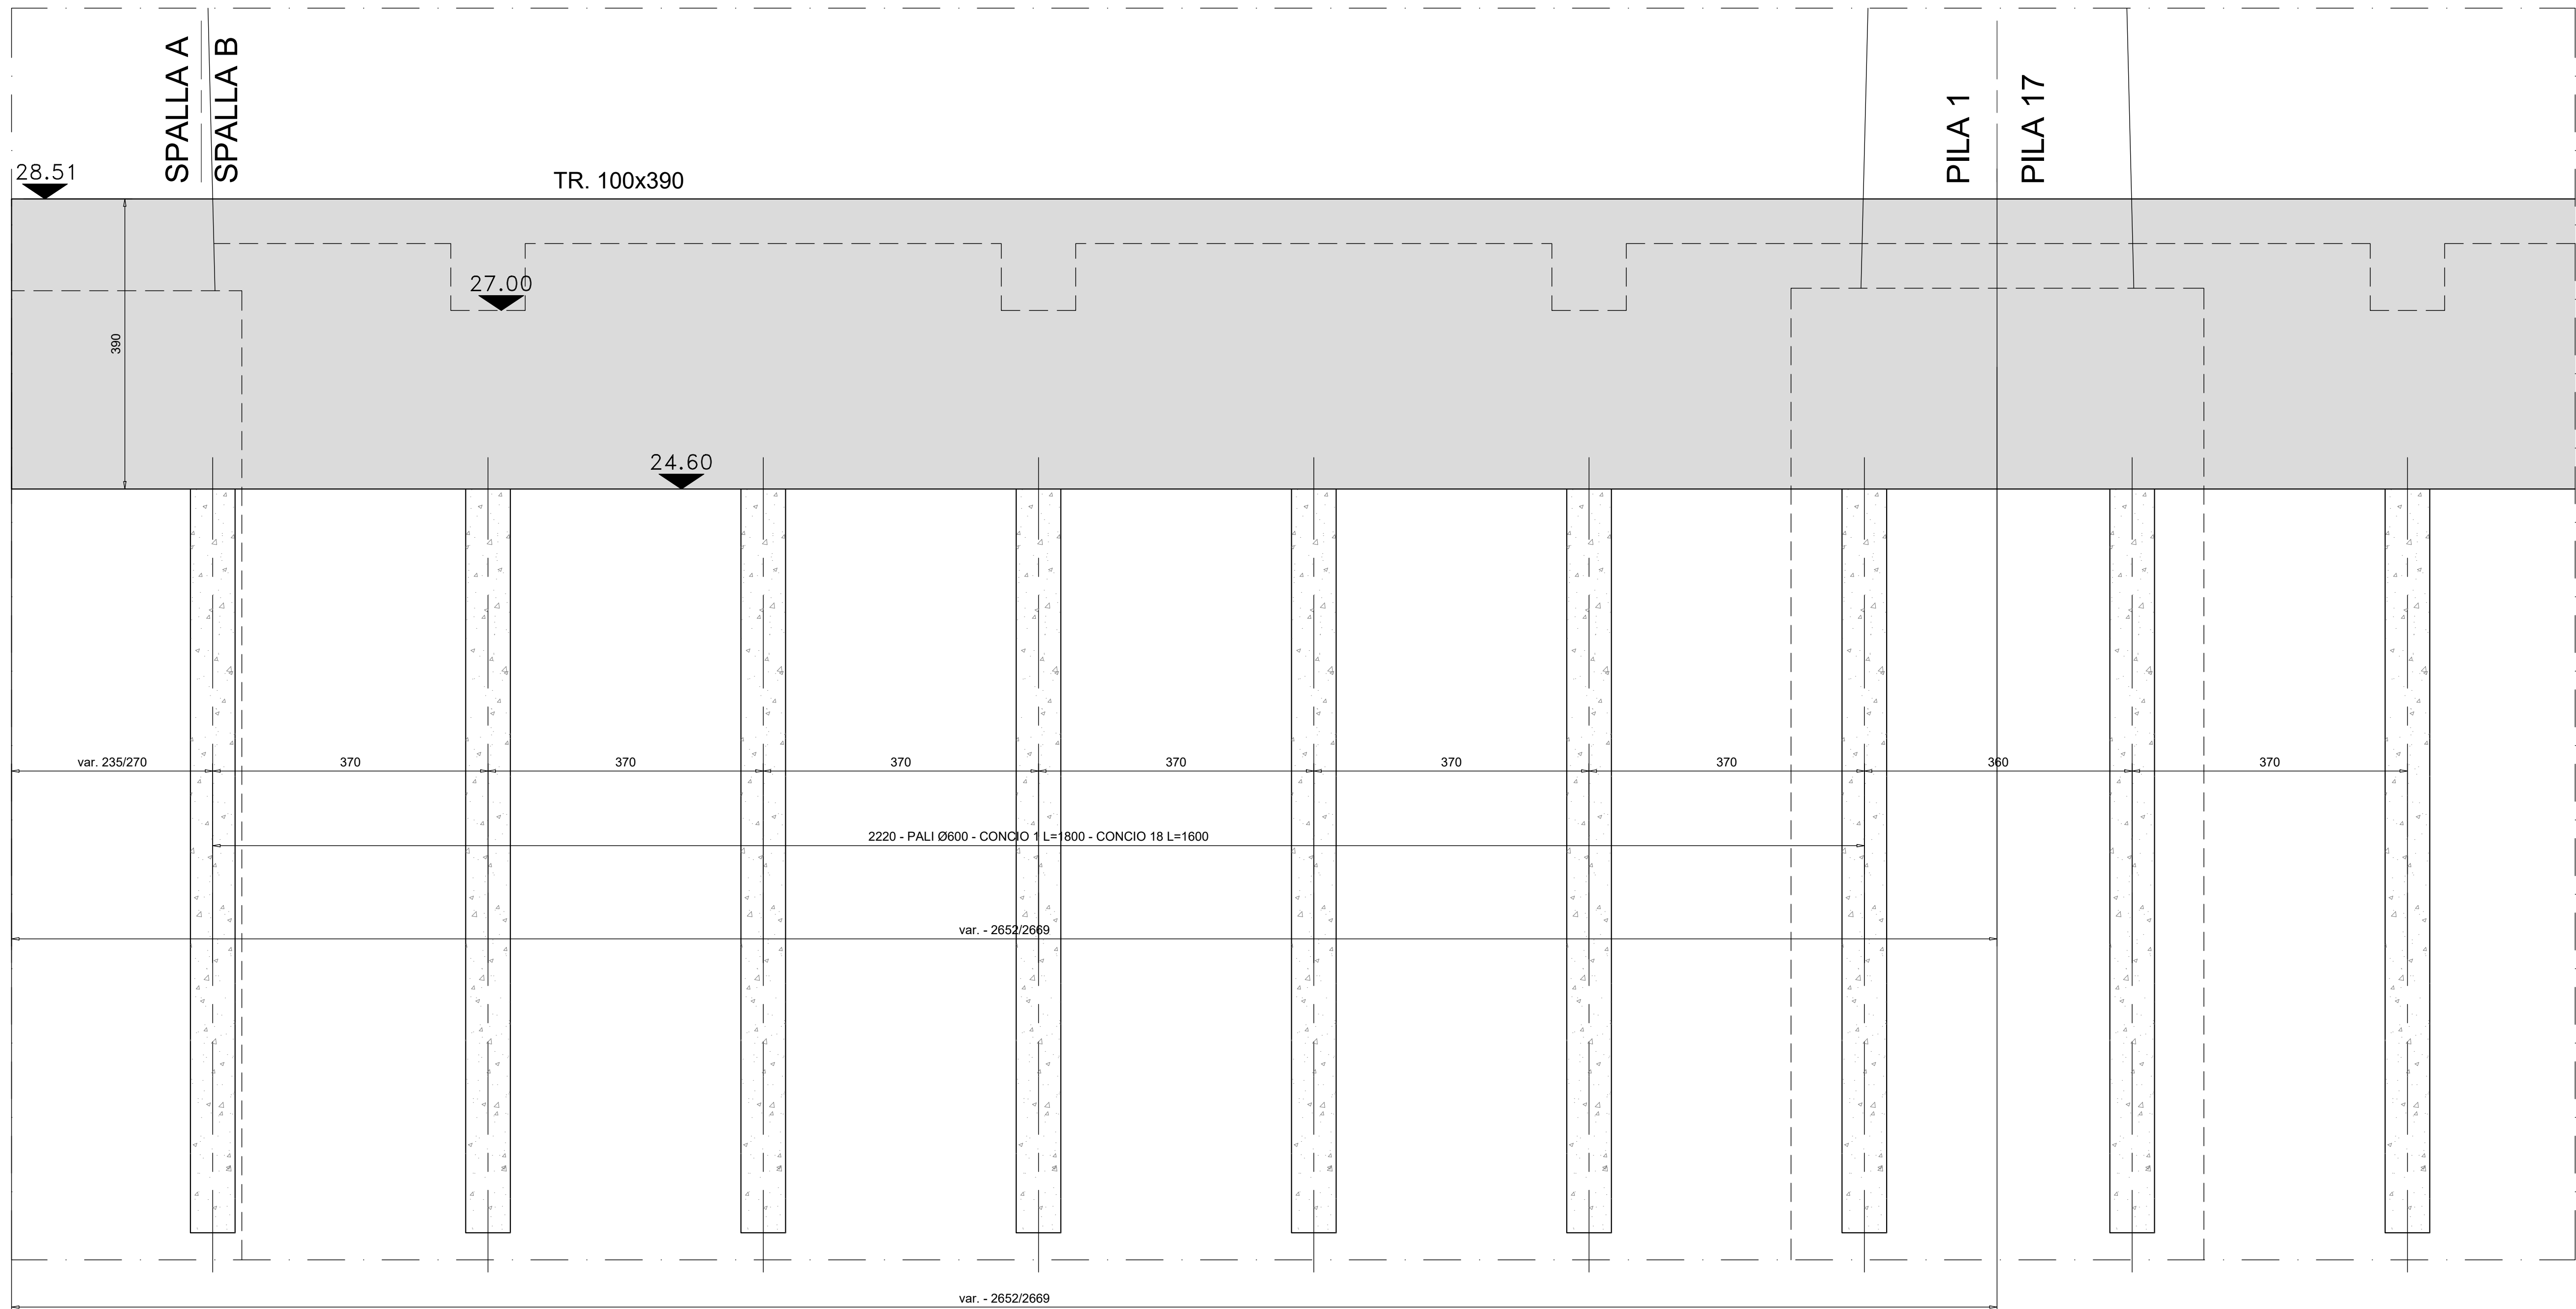 SPALLA A
SPALLA B
PILA 1
PILA 17
28.51
TR. 100x390
27.00
390
24.60
var. 235/270
370
370
370
370
370
370
360
370
2220 - PALI Ø600 - CONCIO 1 L=1800 - CONCIO 18 L=1600
var. - 2652/2669
var. - 2652/2669